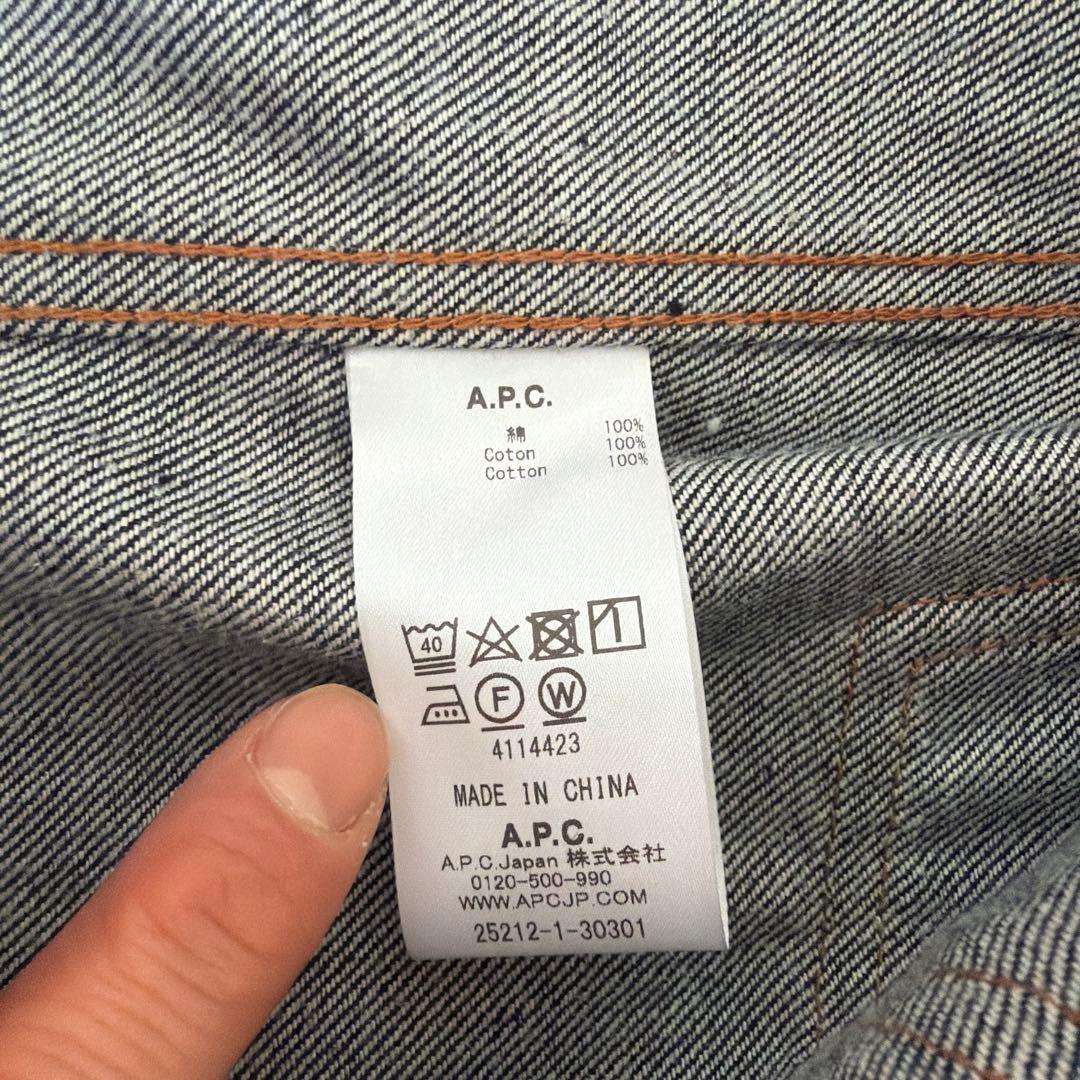 A.P.C.
綿 100%
Coton 100%
Cotton 100%
40
F W
4114423
MADE IN CHINA
A.P.C.
A.P.C.Japan 株式会社
0120-500-990
WWW.APCJP.COM
25212-1-30301